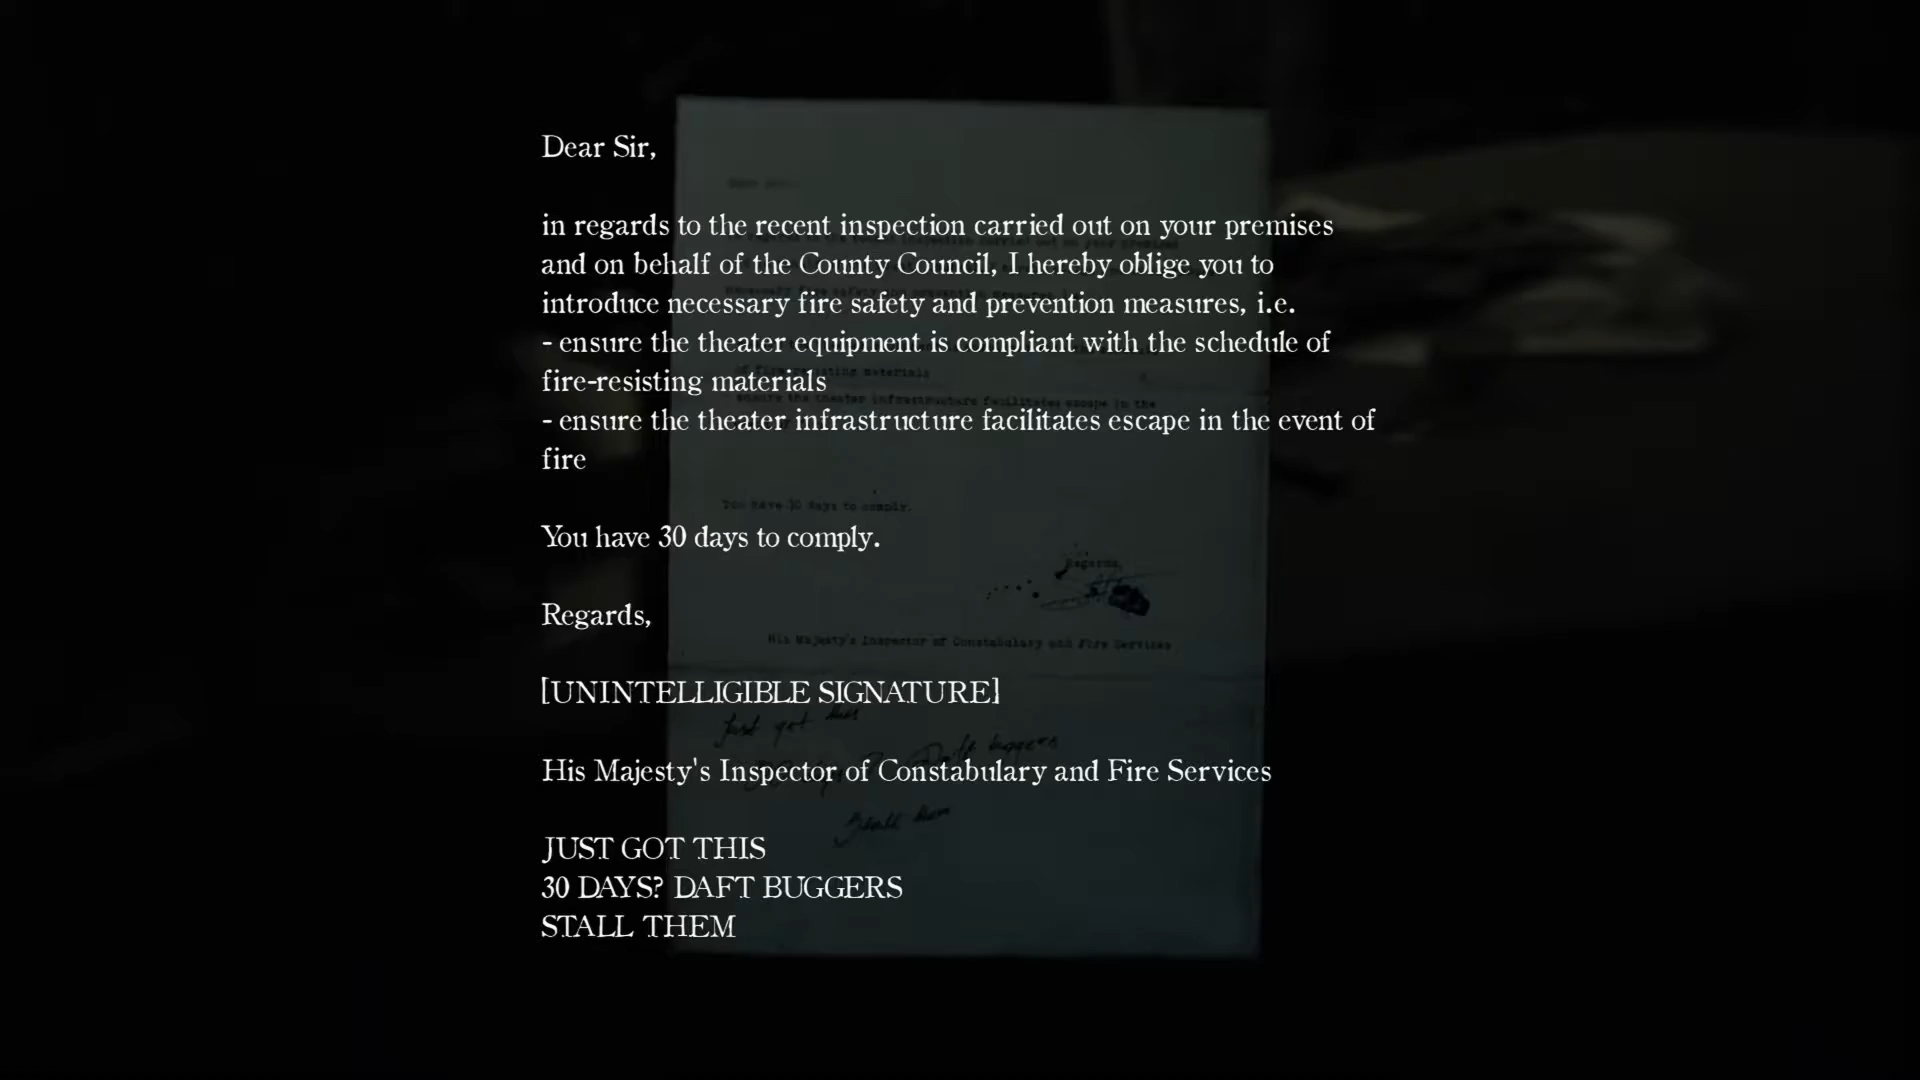 Dear Sir,
in regards to the recent inspection carried out on your premises
and on behalf of the County Council, I hereby oblige you to
introduce necessary fire safety and prevention measures, i.e.
- ensure the theater equipment is compliant with the schedule of
fire-resisting materials
- ensure the theater infrastructure facilitates escape in the event of
fire
You have 30 days to comply.
Regards,
[UNINTELLIGIBLE SIGNATURE]
His Majesty's Inspector of Constabulary and Fire Services
JUST GOT THIS
30 DAYS? DAFT BUGGERS
STALL THEM